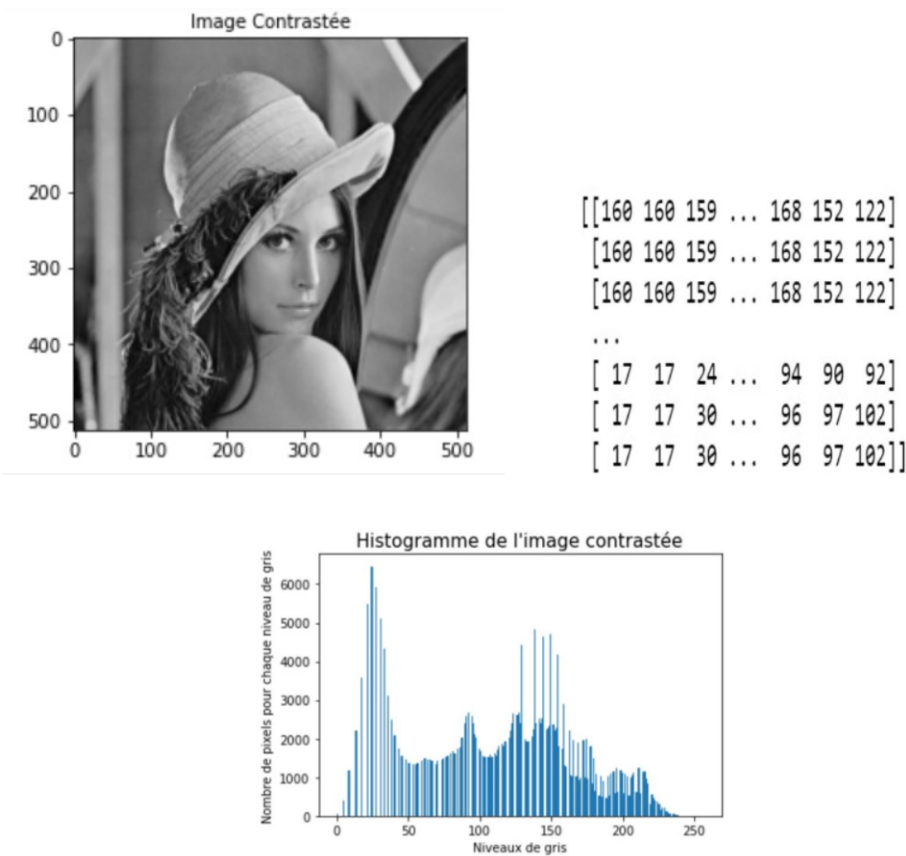 Image Contrastée
0
100
200
300
400
500
0 100 200 300 400 500
[[160 160 159 ... 168 152 122]
[160 160 159 ... 168 152 122]
[160 160 159 ... 168 152 122]
...
[ 17 17 24 ... 94 90 92]
[ 17 17 30 ... 96 97 102]
[ 17 17 30 ... 96 97 102]]
Histogramme de l'image contrastée
Nombre de pixels pour chaque niveau de gris
6000
5000
4000
3000
2000
1000
0
0 50 100 150 200 250
Niveaux de gris